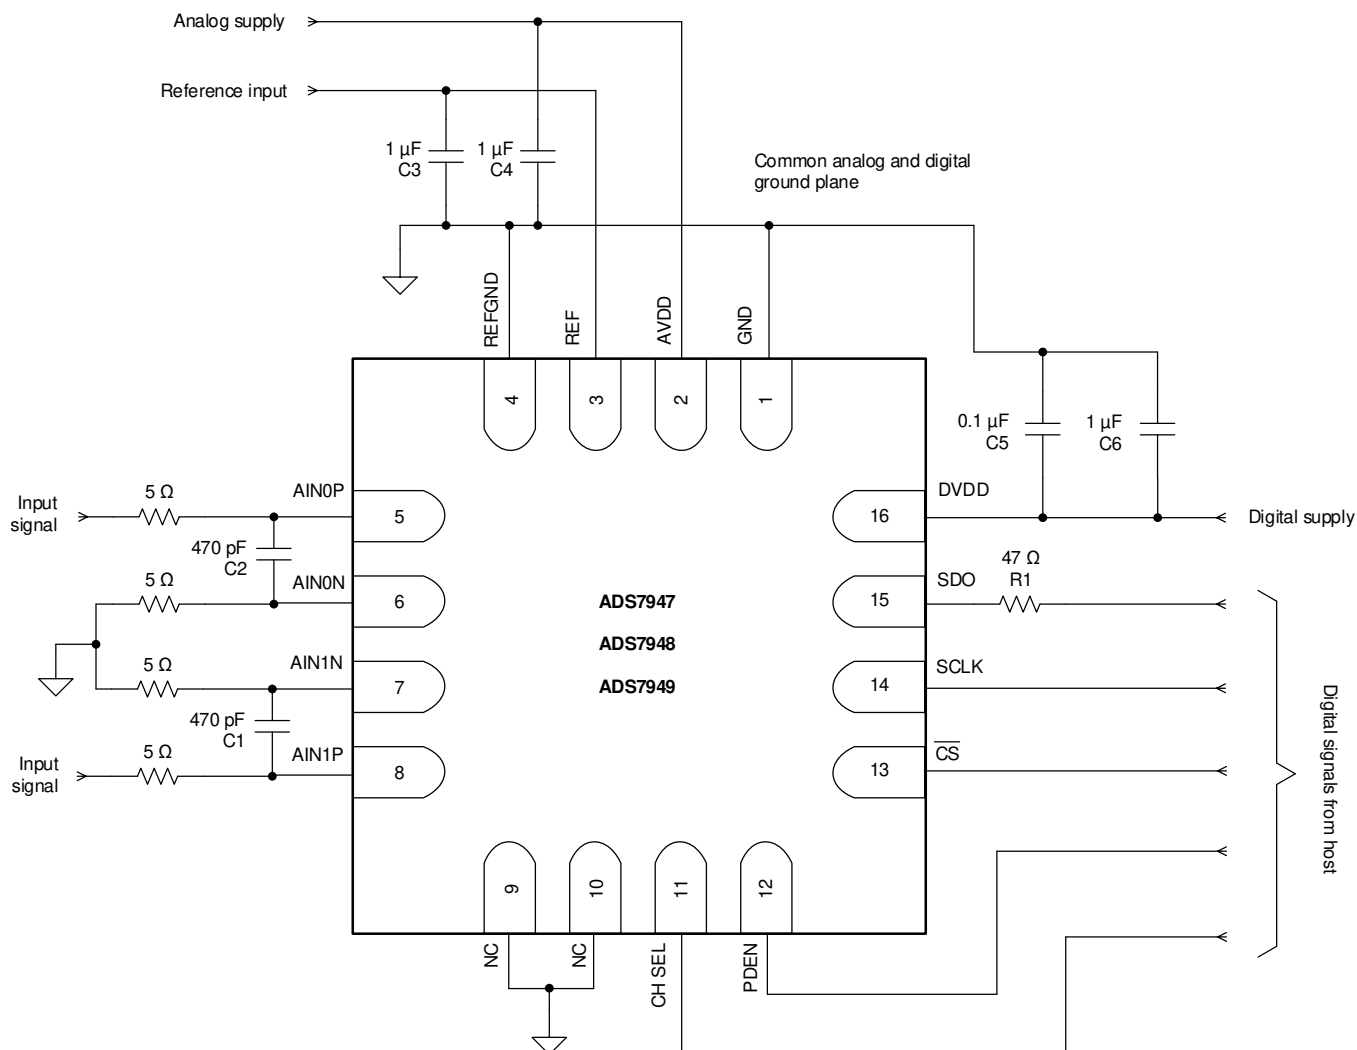 Analog supply
Reference input
1 µF
C3
1 µF
C4
Common analog and digital
ground plane
REFGND
REF
AVDD
GND
4
3
2
1
0.1 µF
C5
1 µF
C6
Input
signal
5 Ω
AIN0P
5
DVDD
16
Digital supply
470 pF
C2
5 Ω
AIN0N
6
ADS7947
SDO
15
47 Ω
R1
ADS7948
5 Ω
AIN1N
7
ADS7949
SCLK
14
470 pF
C1
Input
signal
5 Ω
AIN1P
8
CS
13
Digital signals from host
9
10
11
12
NC
NC
CH SEL
PDEN